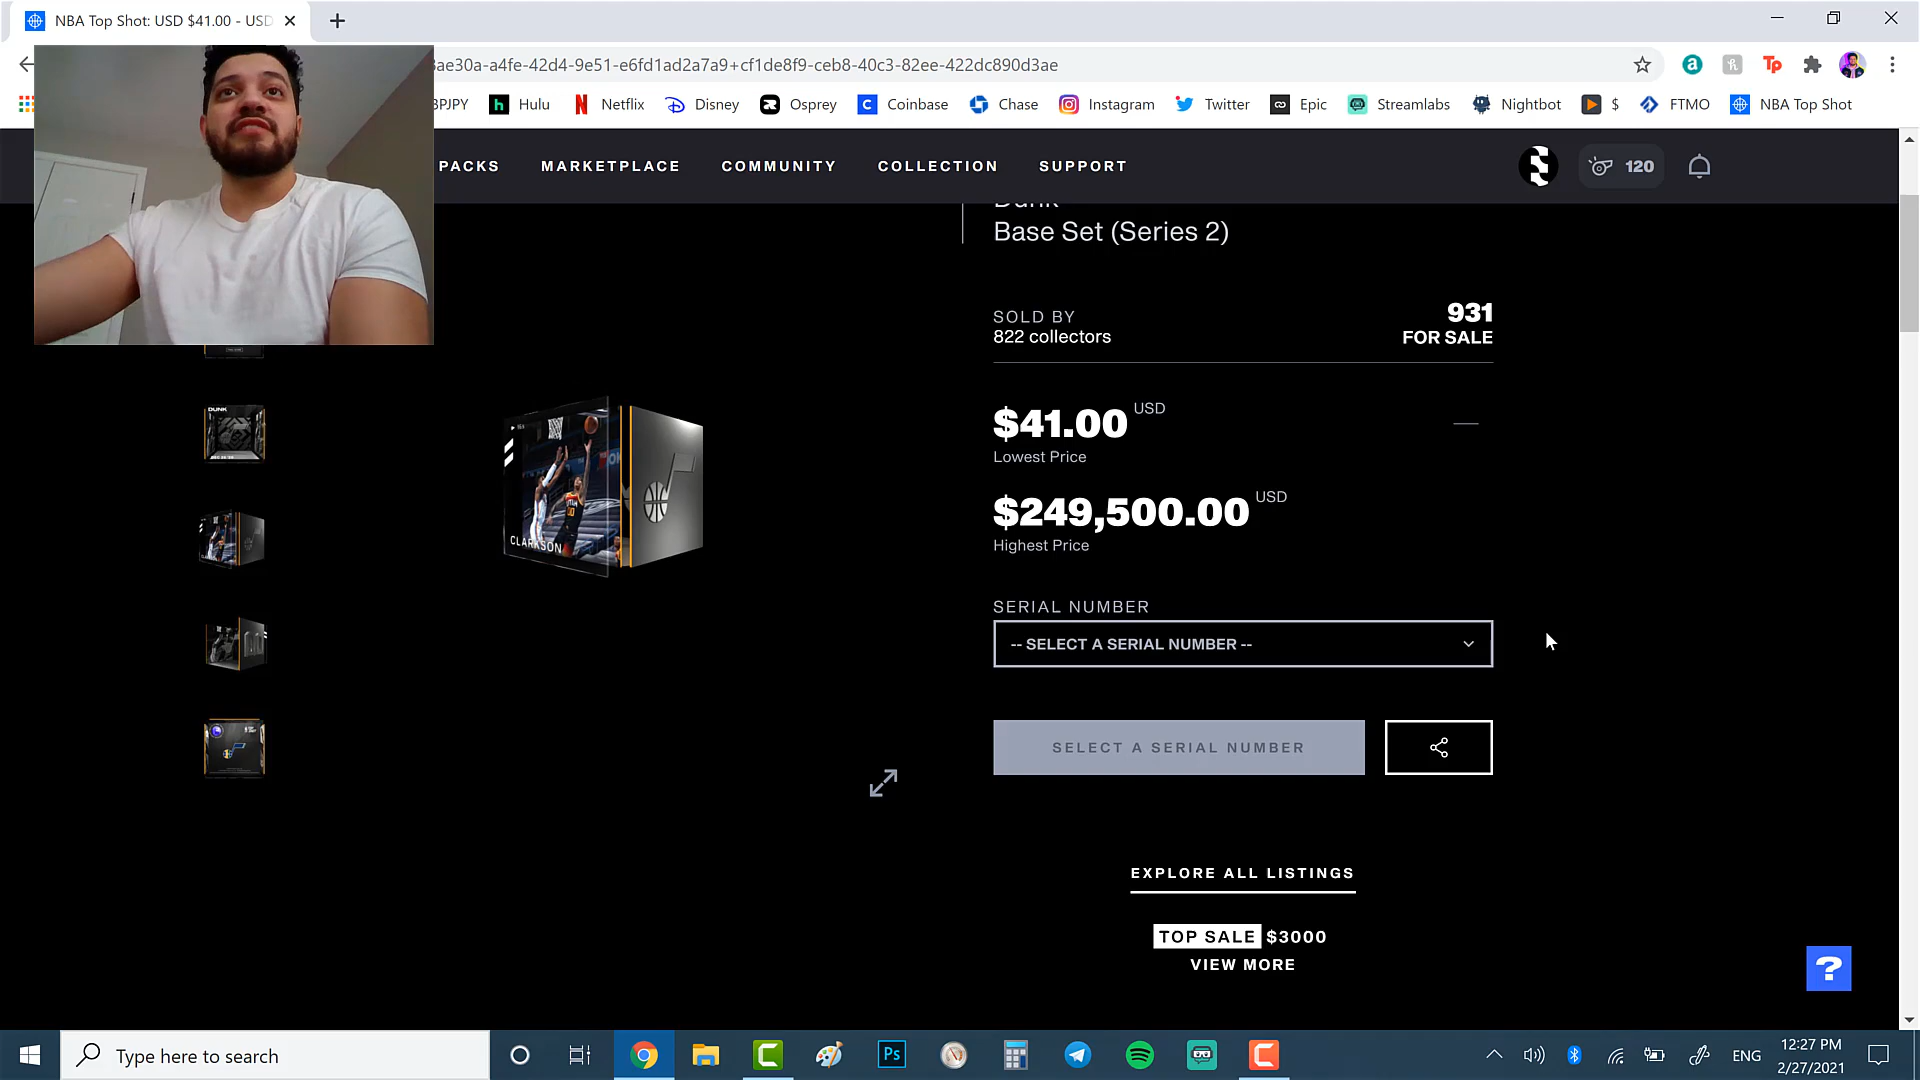 NBA Top Shot: USD $41.00 - USD
ae30a-a4fe-42d4-9e51-e6fd1ad2a7a9+cf1de8f9-ceb8-40c3-82ee-422dc890d3ae
BPJPY Hulu Netflix Disney Osprey Coinbase Chase Instagram Twitter Epic Streamlabs Nightbot $ FTMO NBA Top Shot
PACKS MARKETPLACE COMMUNITY COLLECTION SUPPORT 120
Dunk
Base Set (Series 2)
SOLD BY
822 collectors
931
FOR SALE
$41.00 USD
Lowest Price
$249,500.00 USD
Highest Price
SERIAL NUMBER
-- SELECT A SERIAL NUMBER --
SELECT A SERIAL NUMBER
EXPLORE ALL LISTINGS
TOP SALE $3000
VIEW MORE
DUNK
CLARKSON
?
Type here to search
Ps
ENG
12:27 PM
2/27/2021